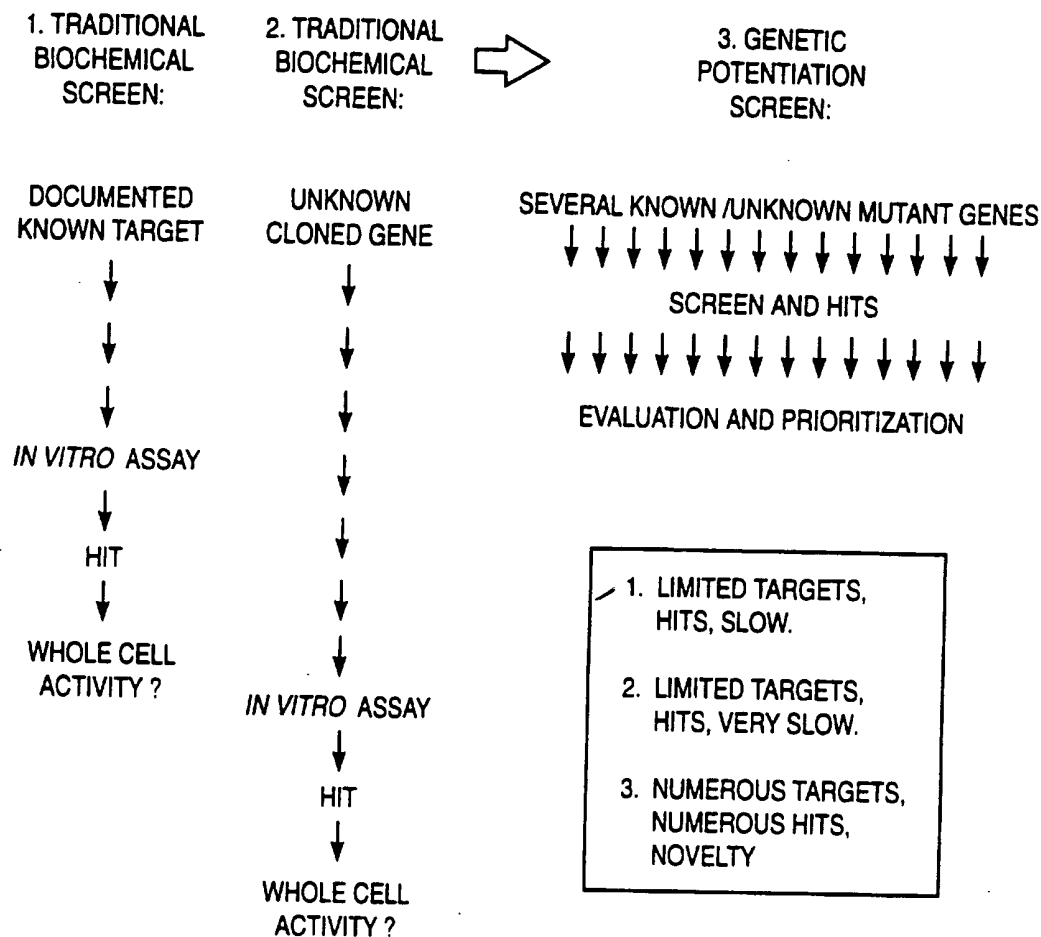 1. TRADITIONAL
BIOCHEMICAL
SCREEN:
DOCUMENTED
KNOWN TARGET
IN VITRO ASSAY
HIT
WHOLE CELL
ACTIVITY ?
2. TRADITIONAL
BIOCHEMICAL
SCREEN:
UNKNOWN
CLONED GENE
IN VITRO ASSAY
HIT
WHOLE CELL
ACTIVITY ?
3. GENETIC
POTENTIATION
SCREEN:
SEVERAL KNOWN /UNKNOWN MUTANT GENES
SCREEN AND HITS
EVALUATION AND PRIORITIZATION
1. LIMITED TARGETS,
HITS, SLOW.
2. LIMITED TARGETS,
HITS, VERY SLOW.
3. NUMEROUS TARGETS,
NUMEROUS HITS,
NOVELTY